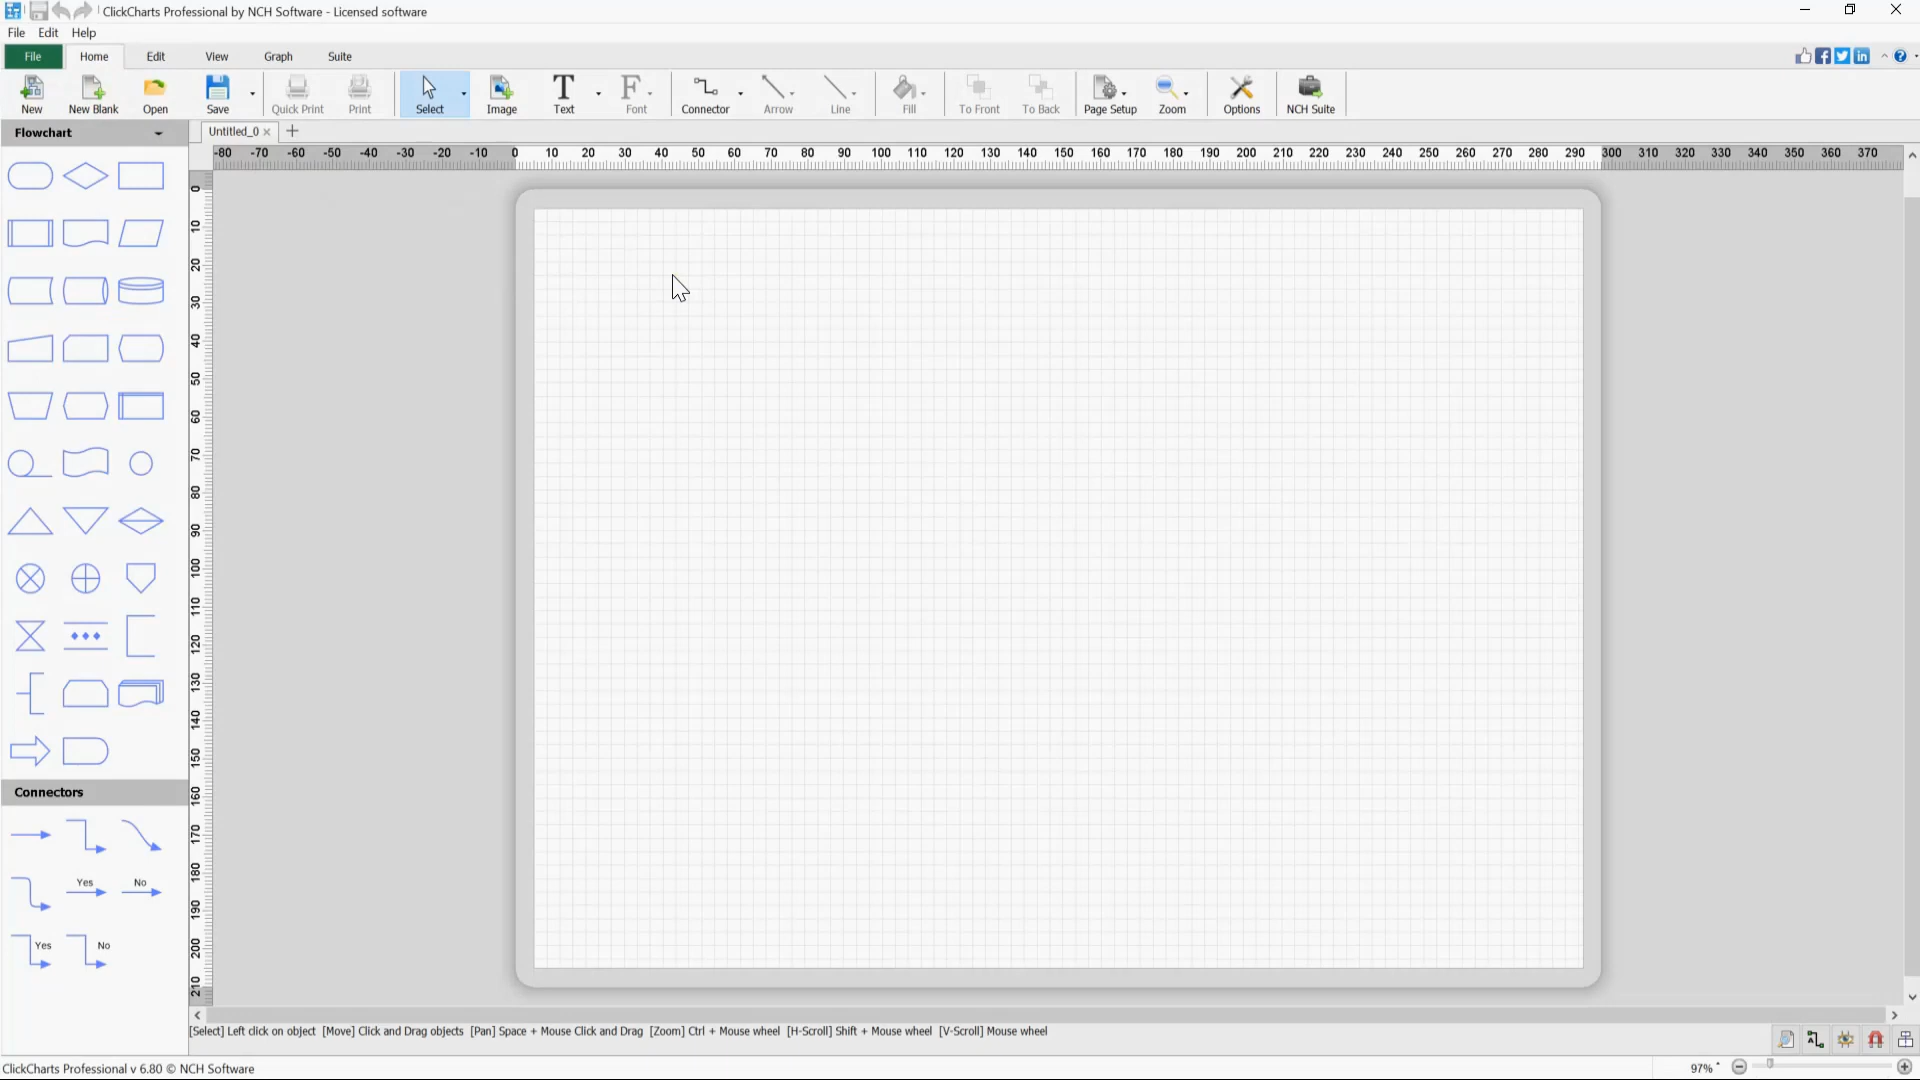 ClickCharts Professional by NCH Software - Licensed software
File Edit Help
File Home Edit View Graph Suite
New New Blank Open Save Quick Print Print Select Image Text Font Connector Arrow Line Fill To Front To Back Page Setup Zoom Options NCH Suite
Flowchart
Untitled_0
-80 -70 -60 -50 -40 -30 -20 -10 0 10 20 30 40 50 60 70 80 90 100 110 120 130 140 150 160 170 180 190 200 210 220 230 240 250 260 270 280 290 300 310 320 330 340 350 360 370
0
10
20
30
40
50
60
70
80
90
100
110
120
130
140
150
160
170
180
190
200
210
Connectors
Yes No
Yes No
[Select] Left click on object [Move] Click and Drag objects [Pan] Space + Mouse Click and Drag [Zoom] Ctrl + Mouse wheel [H-Scroll] Shift + Mouse wheel [V-Scroll] Mouse wheel
ClickCharts Professional v 6.80 © NCH Software
97%